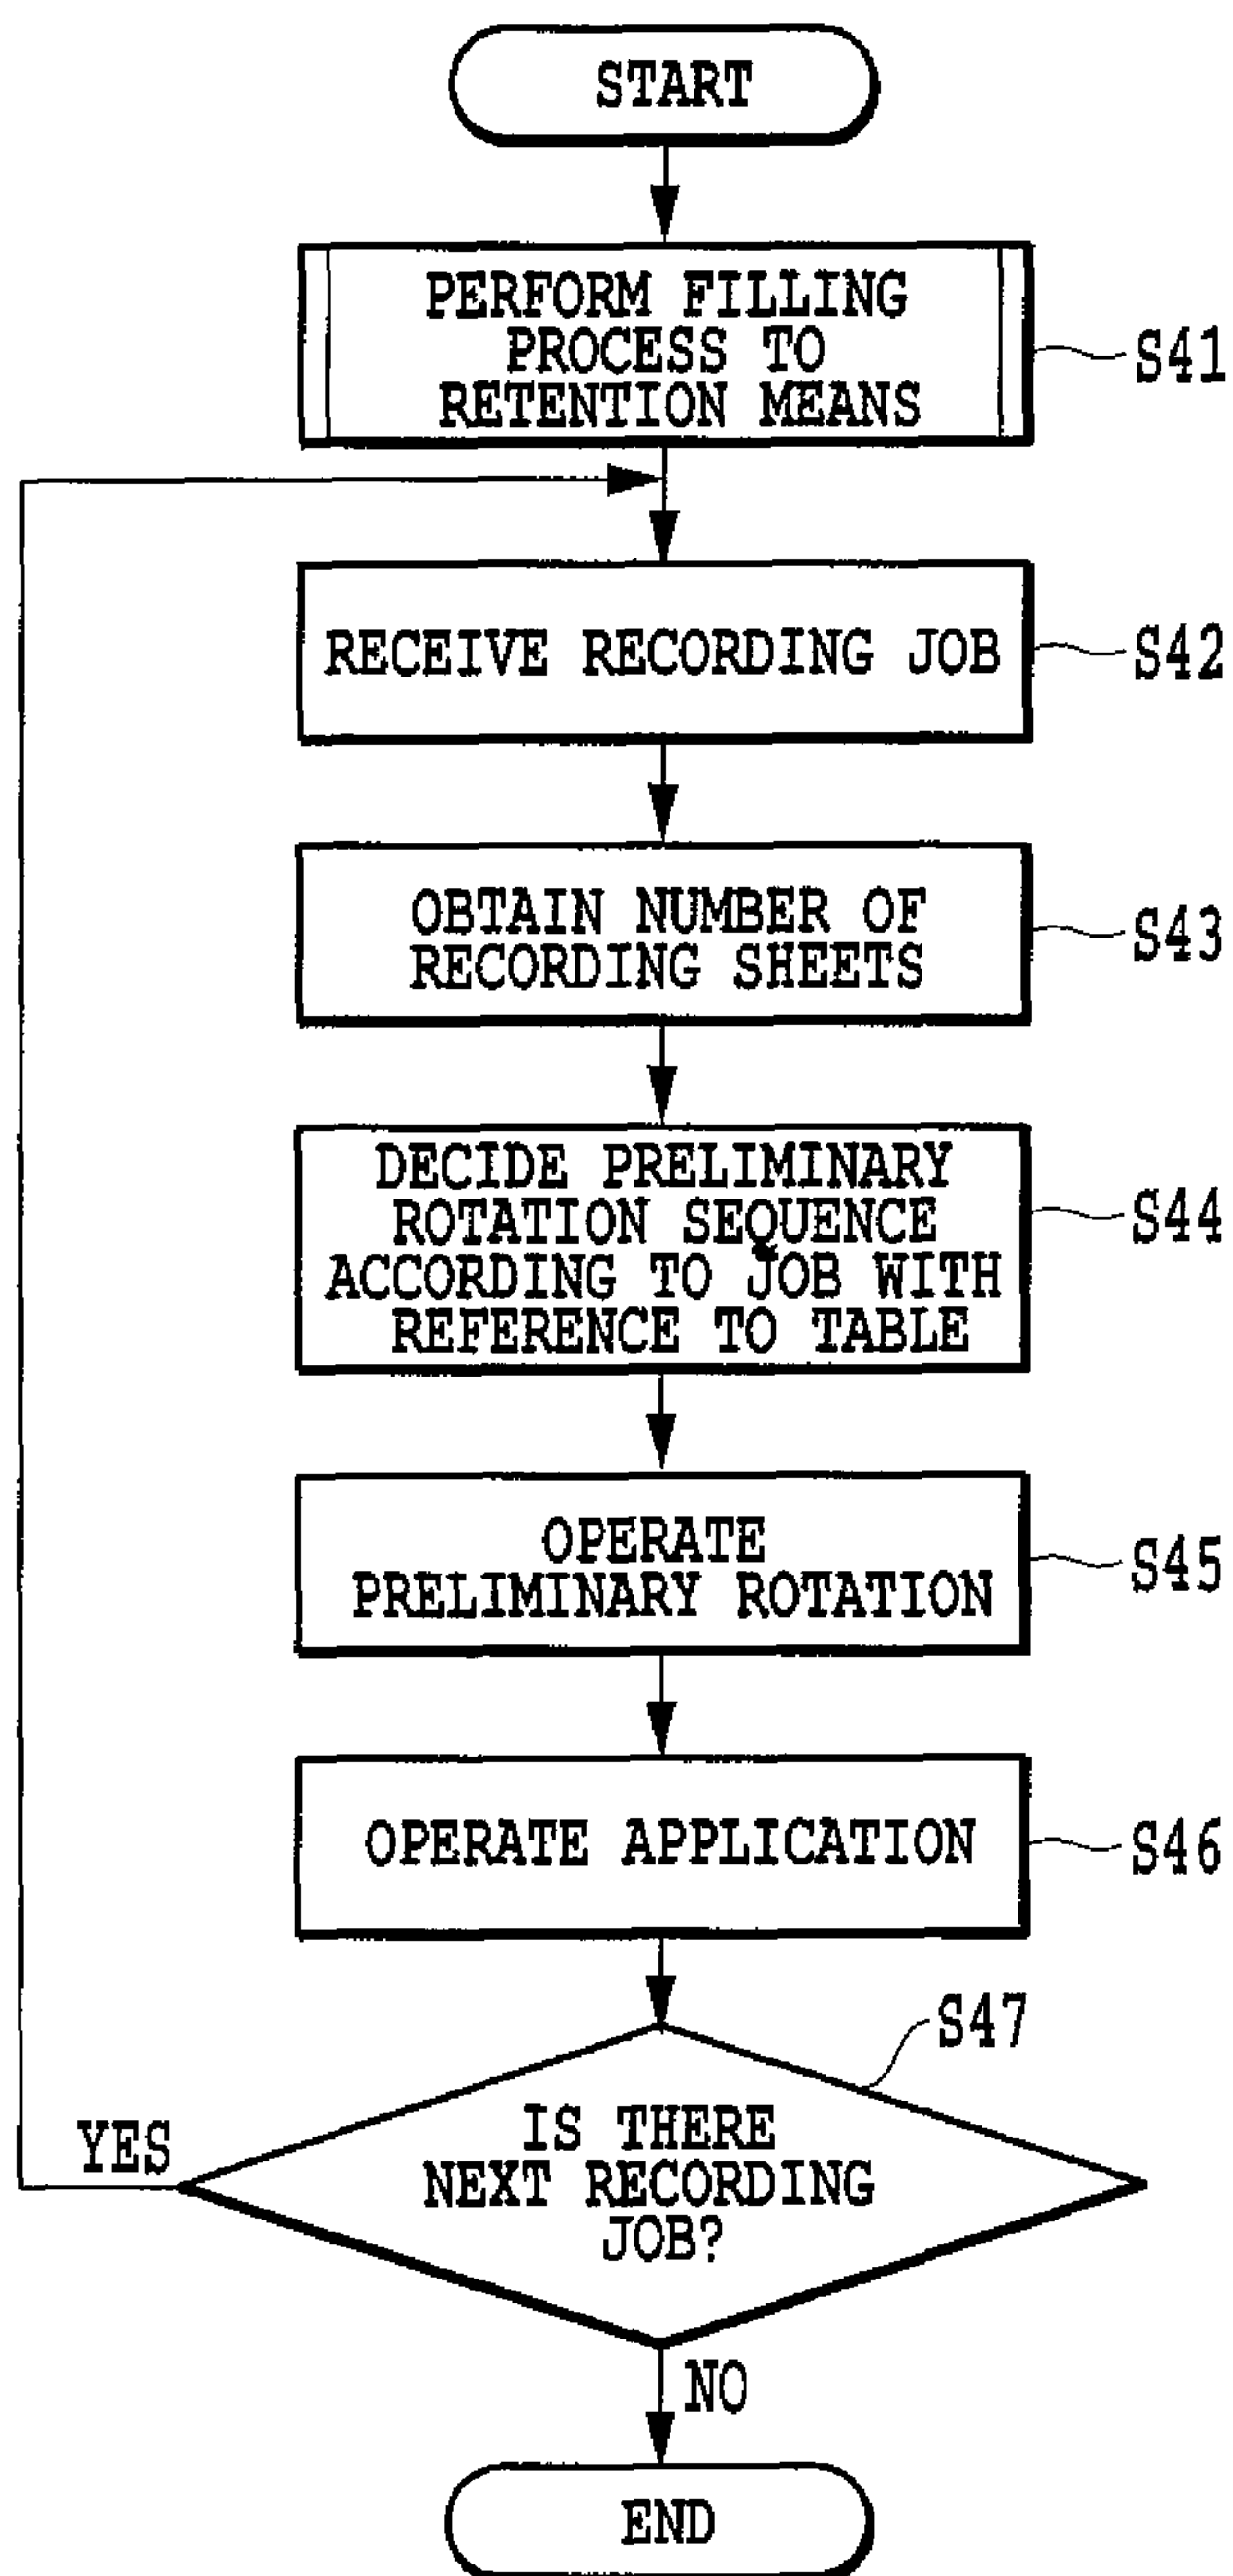 START
PERFORM FILLING
PROCESS TO
RETENTION MEANS
S41
RECEIVE RECORDING JOB
S42
OBTAIN NUMBER OF
RECORDING SHEETS
S43
DECIDE PRELIMINARY
ROTATION SEQUENCE
ACCORDING TO JOB WITH
REFERENCE TO TABLE
S44
OPERATE
PRELIMINARY ROTATION
S45
OPERATE APPLICATION
S46
S47
IS THERE
NEXT RECORDING
JOB?
YES
NO
END